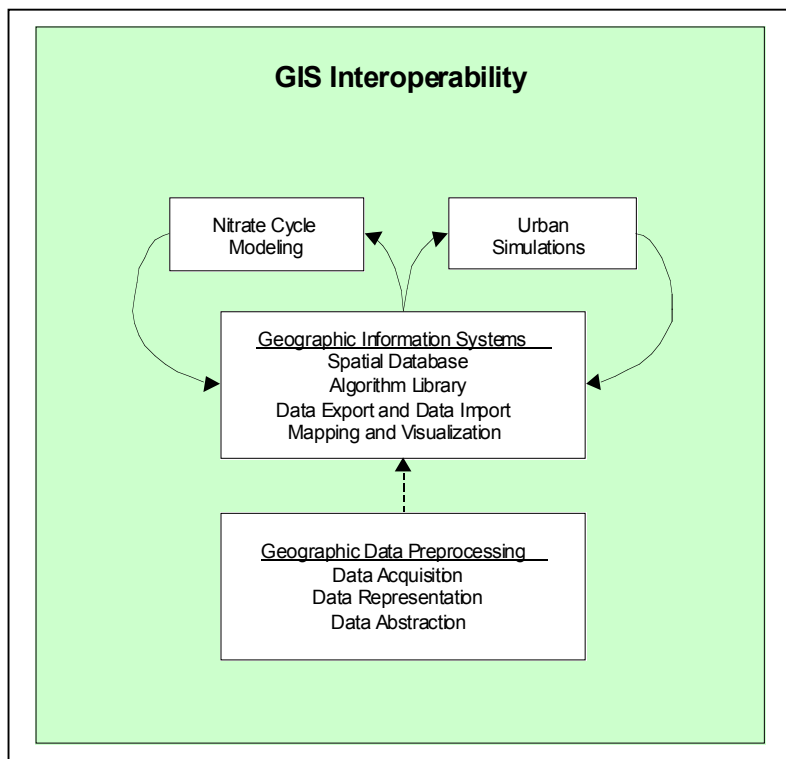 GIS Interoperability
Nitrate Cycle
Modeling
Urban
Simulations
Geographic Information Systems
Spatial Database
Algorithm Library
Data Export and Data Import
Mapping and Visualization
Geographic Data Preprocessing
Data Acquisition
Data Representation
Data Abstraction